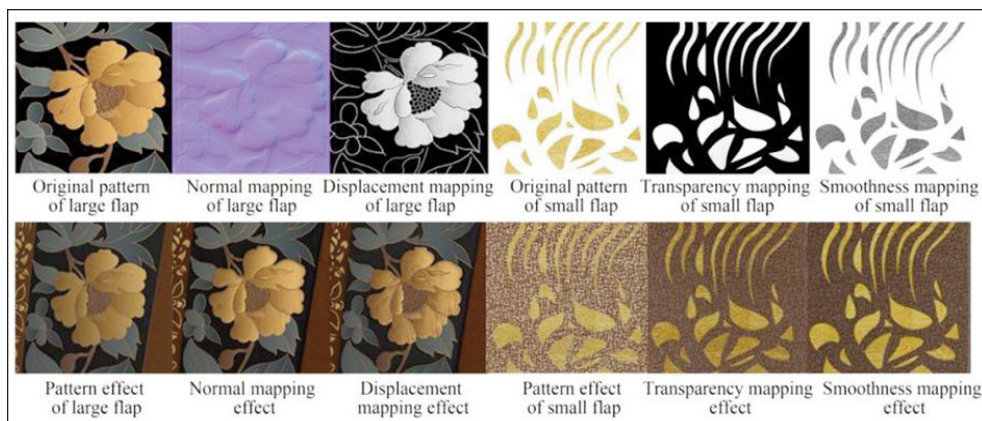 Original pattern
of large flap
Normal mapping
of large flap
Displacement mapping
of large flap
Original pattern
of small flap
Transparency mapping
of small flap
Smoothness mapping
of small flap
Pattern effect
of large flap
Normal mapping
effect
Displacement
mapping effect
Pattern effect
of small flap
Transparency mapping
effect
Smoothness mapping
effect